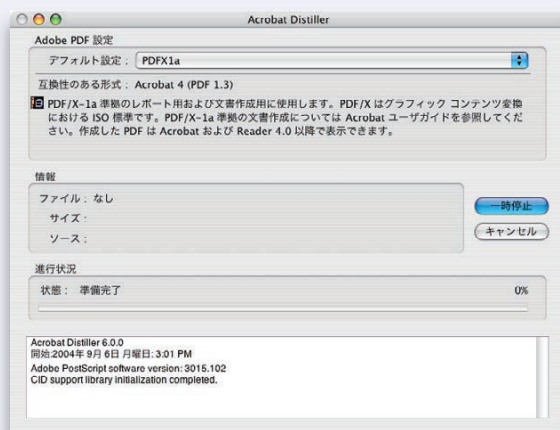 Acrobat Distiller
Adobe PDF 設定
デフォルト設定： PDFX1a
互換性のある形式： Acrobat 4 (PDF 1.3)
PDF/X-1a 準拠のレポート用および文書作成用に使用します。PDF/X はグラフィック コンテンツ変換
における ISO 標準です。PDF/X-1a 準拠の文書作成については Acrobat ユーザガイドを参照してくだ
さい。作成した PDF は Acrobat および Reader 4.0 以降で表示できます。
情報
ファイル： なし
サイズ：
ソース：
一時停止
キャンセル
進行状況
状態： 準備完了 0%
Acrobat Distiller 6.0.0
開始:2004年 9月 6日 月曜日: 3:01 PM
Adobe PostScript software version: 3015.102
CID support library initialization completed.